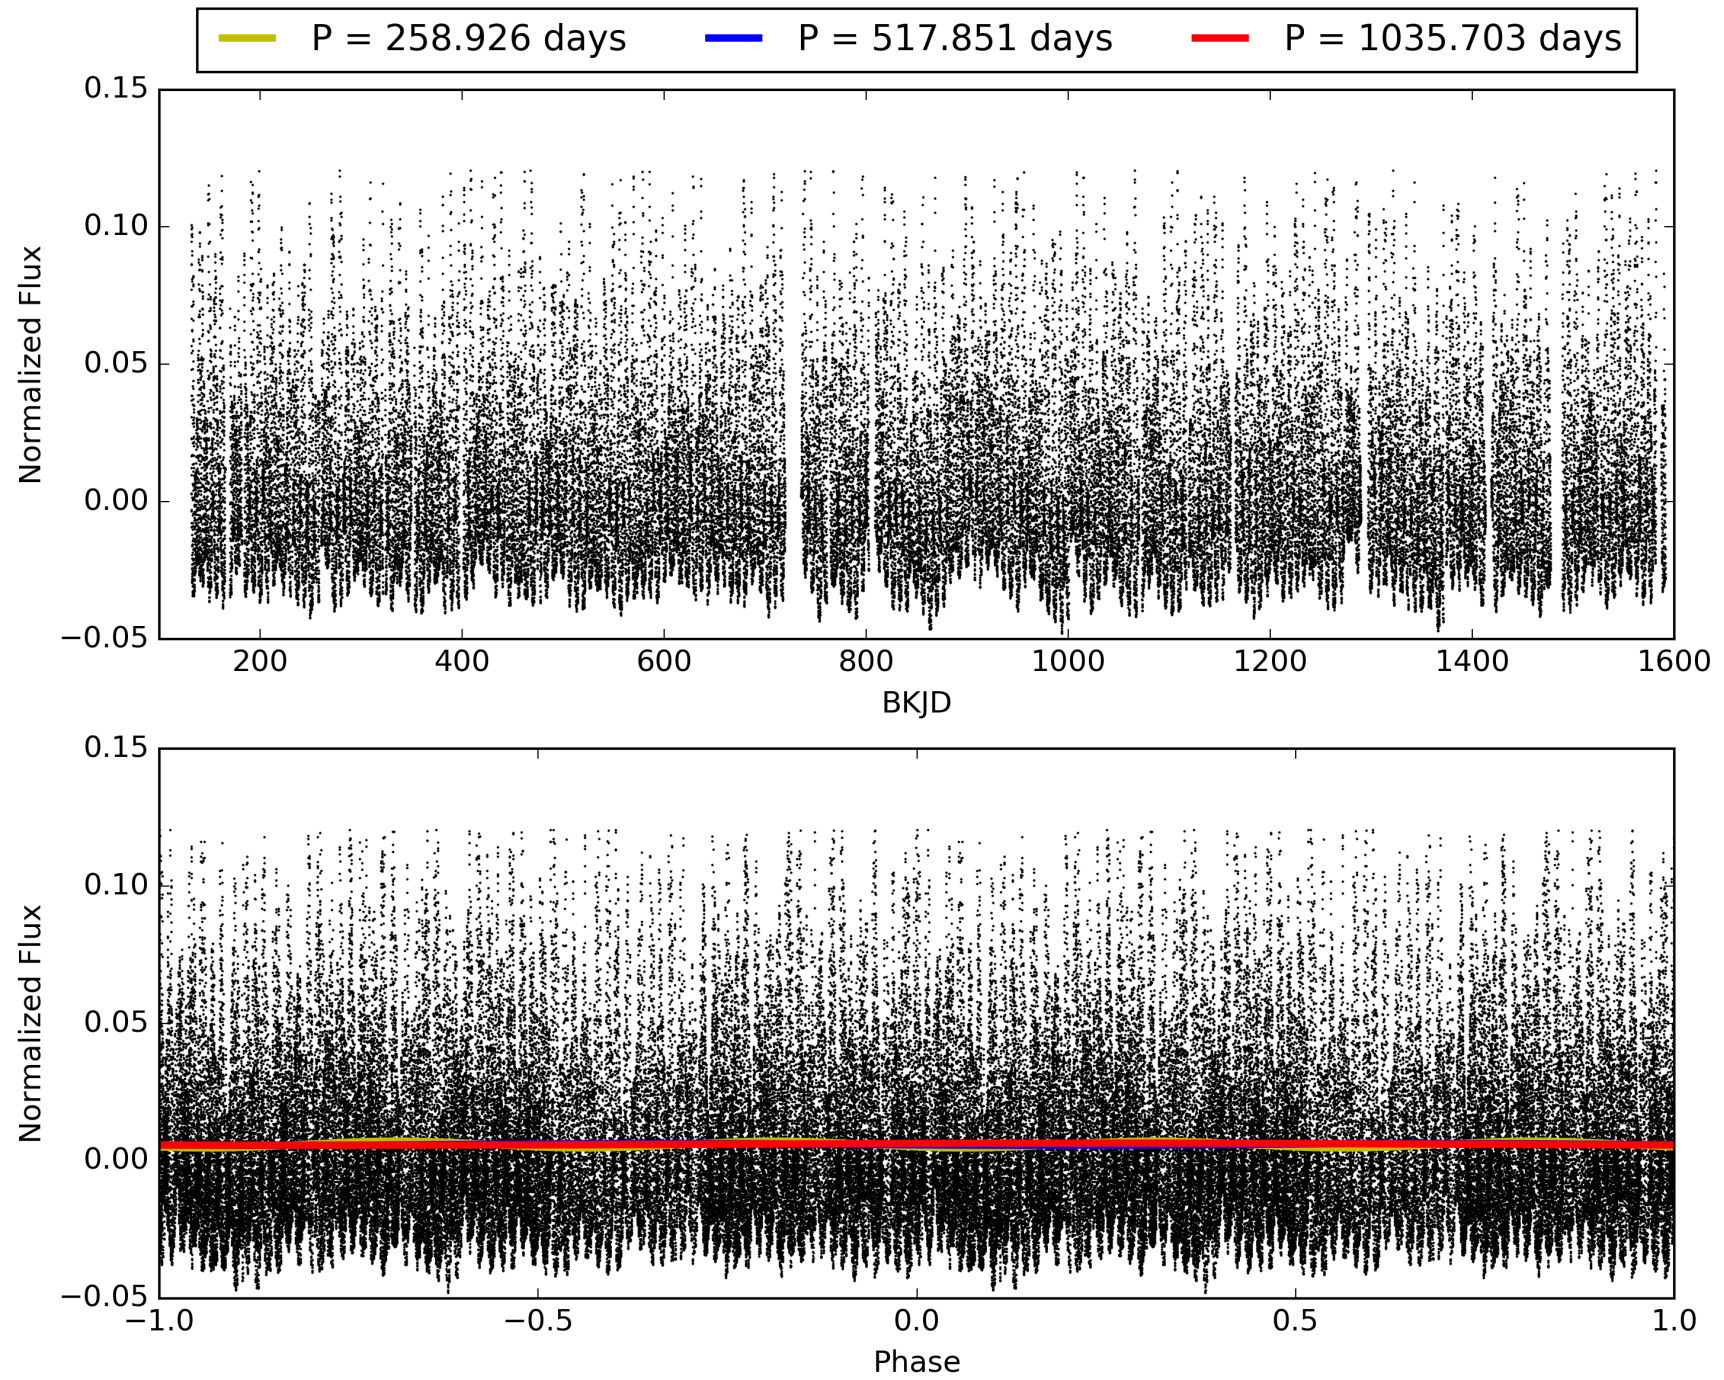 P = 258.926 days P = 517.851 days P = 1035.703 days
0.15
0.10
0.05
0.00
−0.05
Normalized Flux
200 400 600 800 1000 1200 1400 1600
BKJD
0.15
0.10
0.05
0.00
−0.05
Normalized Flux
−1.0 −0.5 0.0 0.5 1.0
Phase